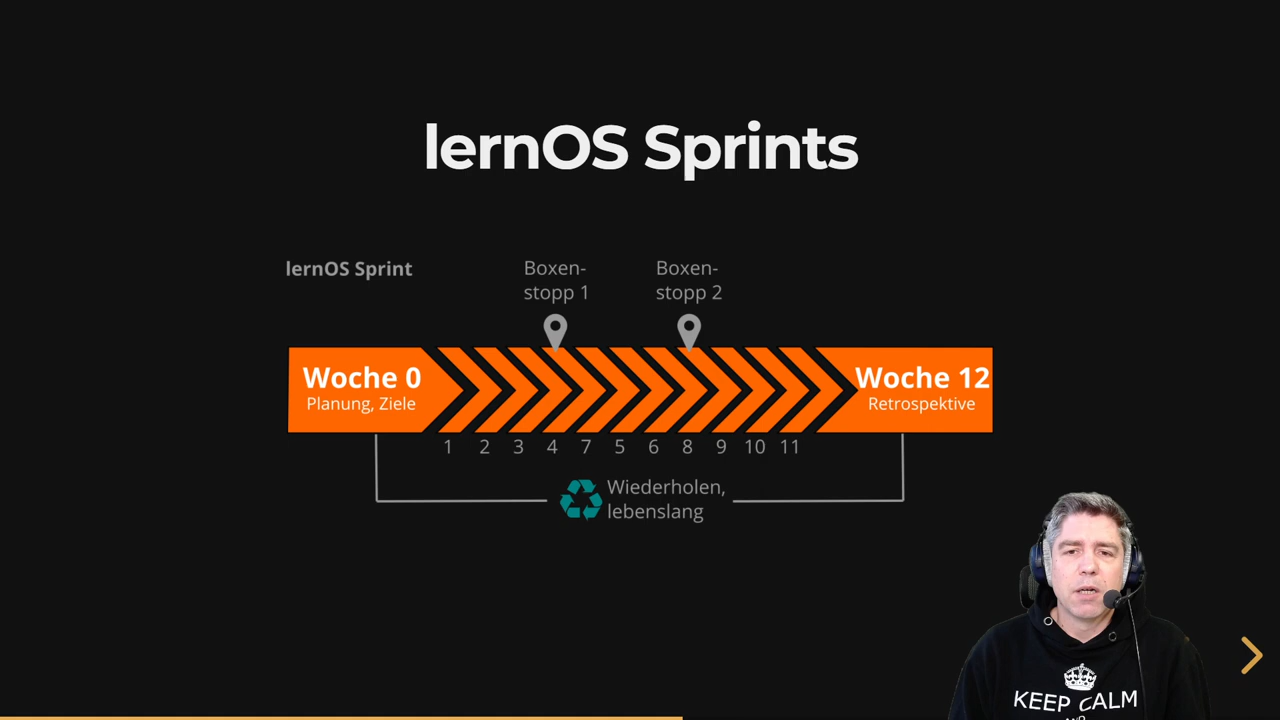 lernOS Sprints
lernOS Sprint
Boxen-
stopp 1
Boxen-
stopp 2
Woche 0
Planung, Ziele
Woche 12
Retrospektive
1 2 3 4 7 5 6 8 9 10 11
Wiederholen,
lebenslang
KEEP CALM
AND